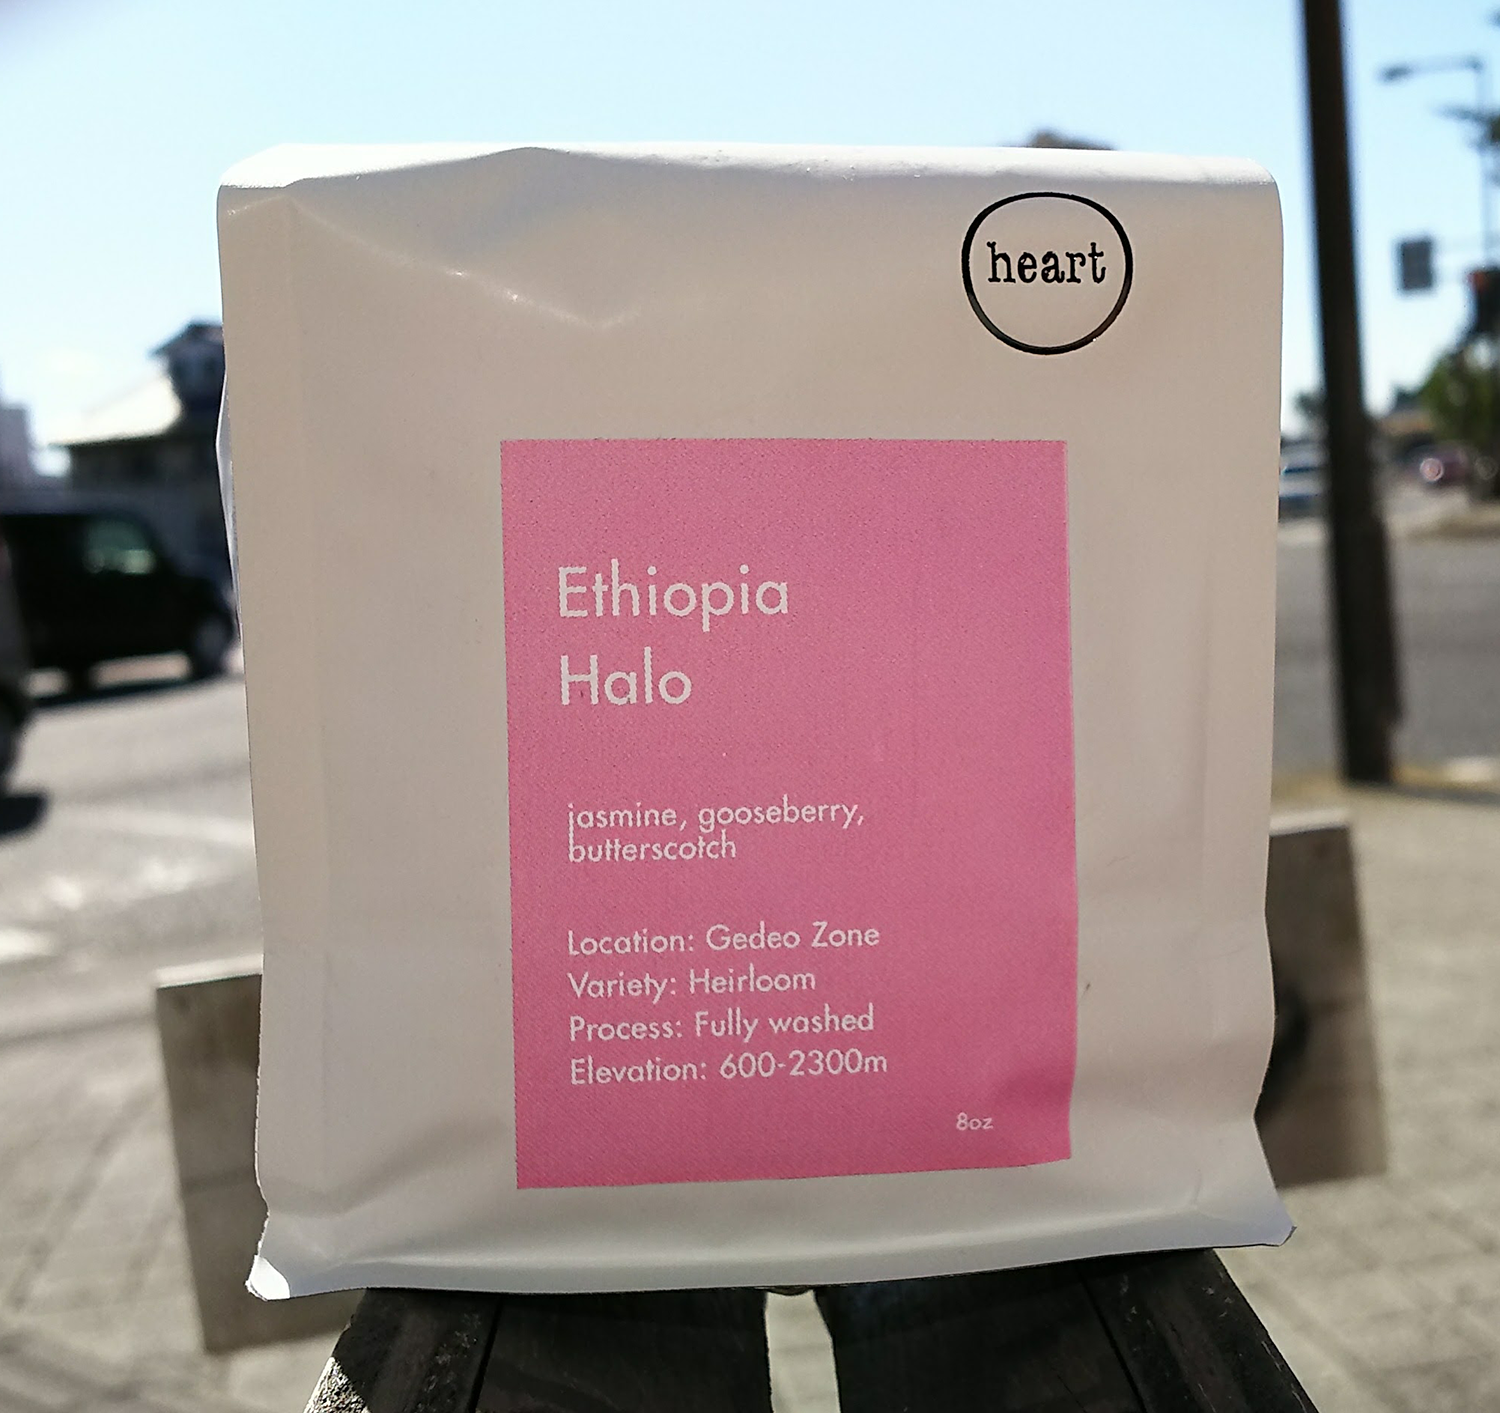 heart
Ethiopia
Halo
jasmine, gooseberry,
butterscotch
Location: Gedeo Zone
Variety: Heirloom
Process: Fully washed
Elevation: 600-2300m
8oz